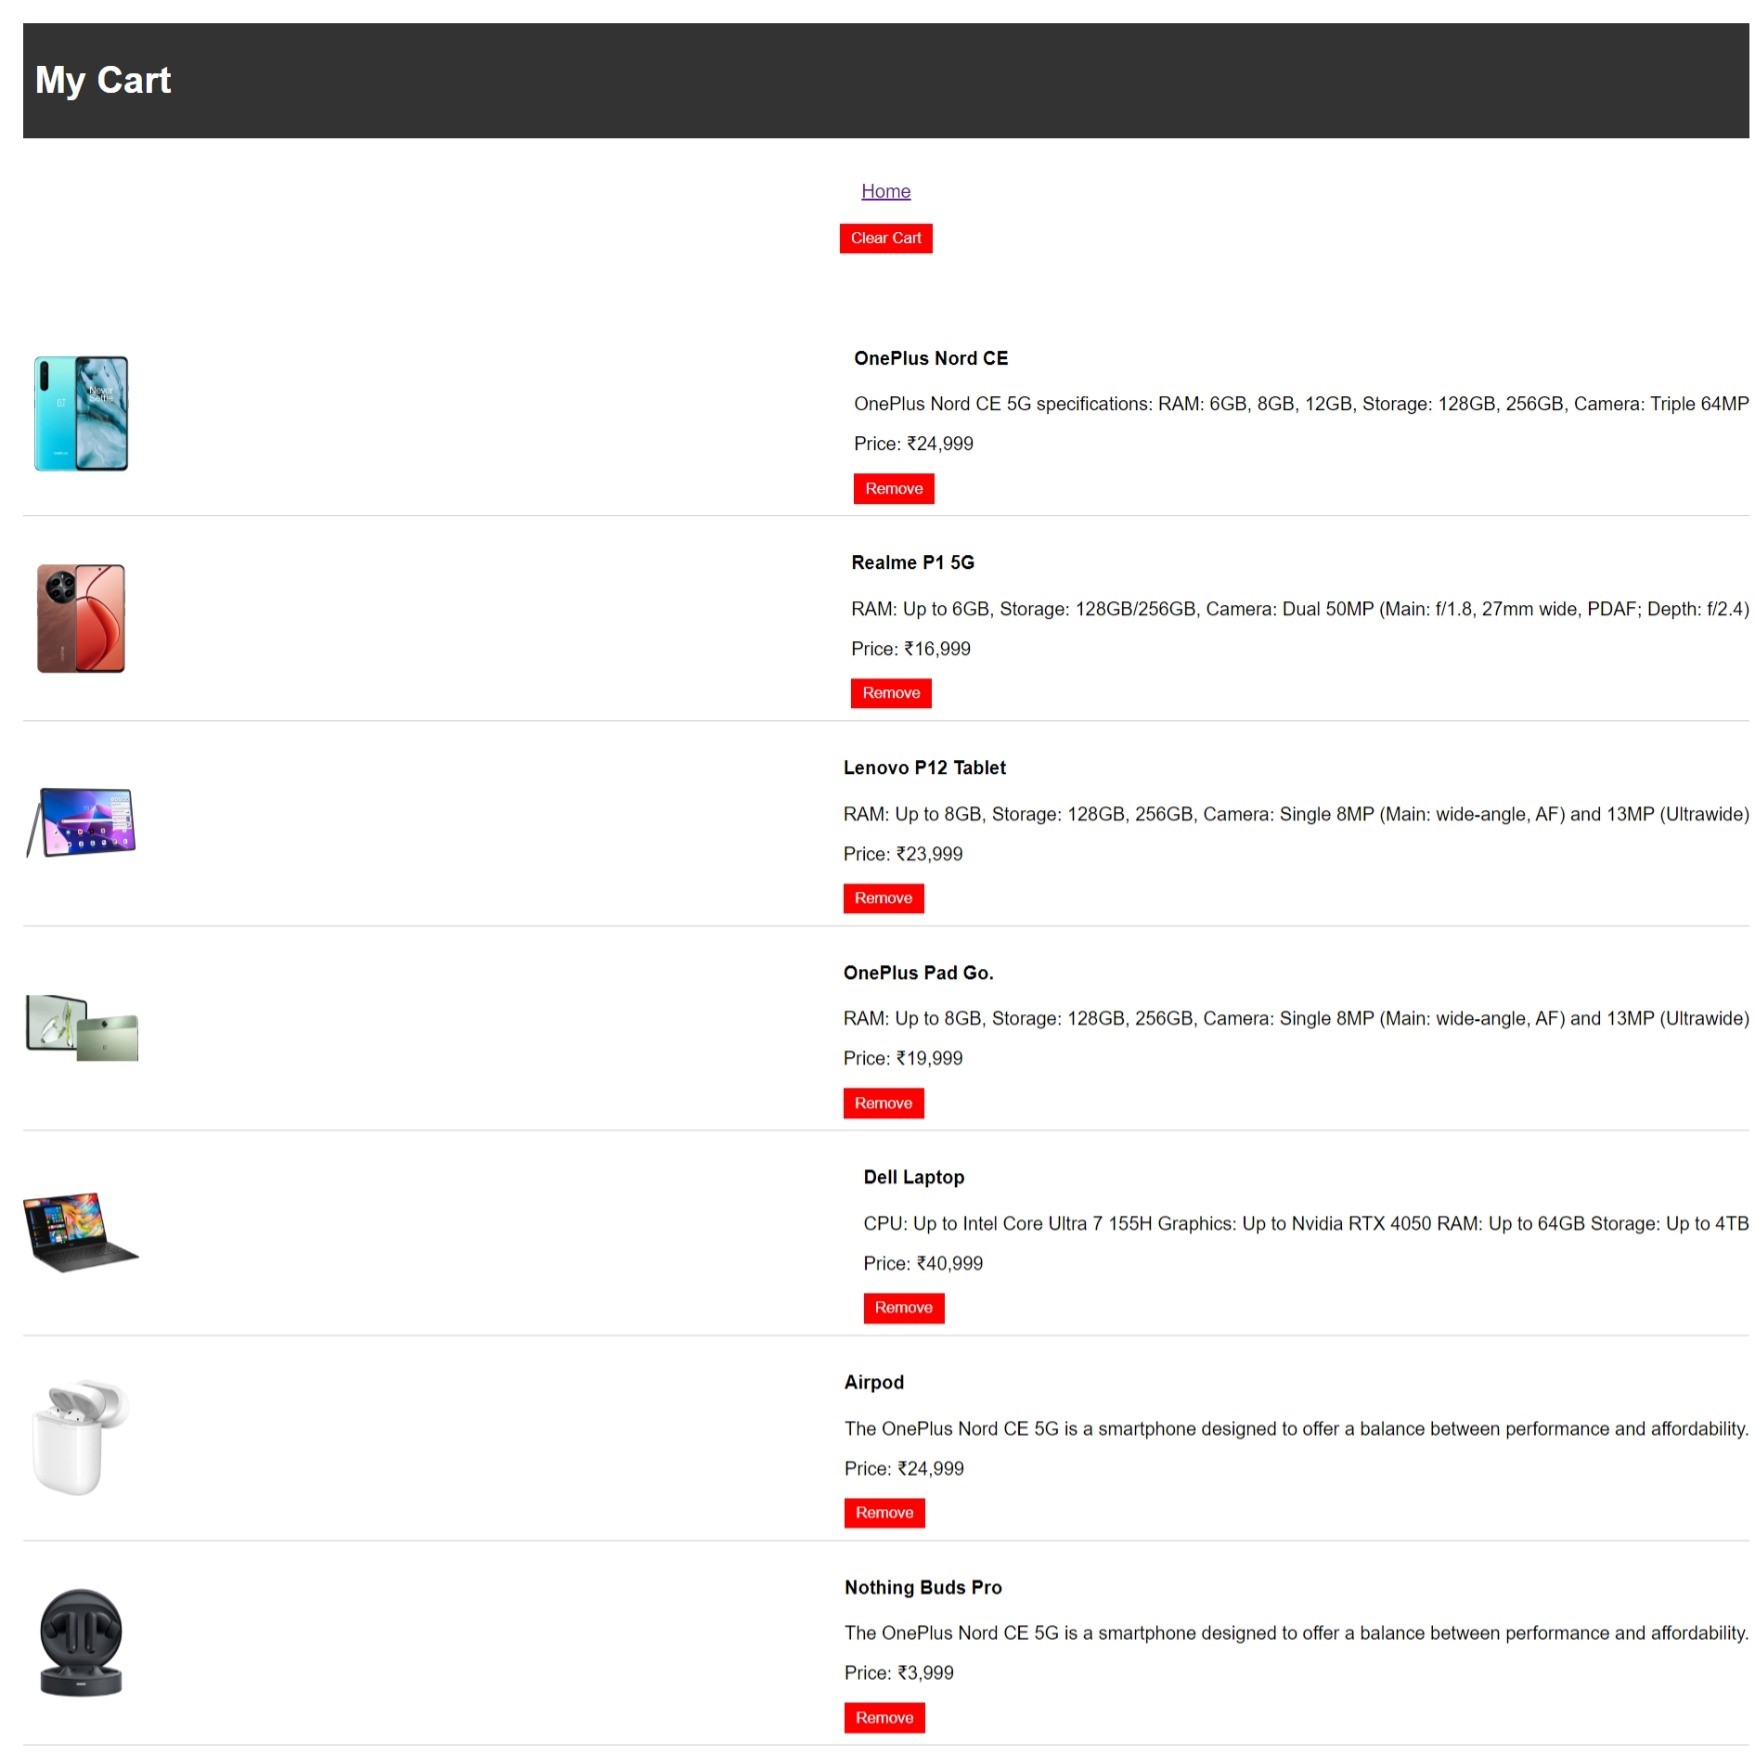 My Cart
Home
Clear Cart
Never
Settle
OnePlus Nord CE
OnePlus Nord CE 5G specifications: RAM: 6GB, 8GB, 12GB, Storage: 128GB, 256GB, Camera: Triple 64MP
Price: ₹24,999
Remove
Realme P1 5G
RAM: Up to 6GB, Storage: 128GB/256GB, Camera: Dual 50MP (Main: f/1.8, 27mm wide, PDAF; Depth: f/2.4)
Price: ₹16,999
Remove
Lenovo P12 Tablet
RAM: Up to 8GB, Storage: 128GB, 256GB, Camera: Single 8MP (Main: wide-angle, AF) and 13MP (Ultrawide)
Price: ₹23,999
Remove
OnePlus Pad Go.
RAM: Up to 8GB, Storage: 128GB, 256GB, Camera: Single 8MP (Main: wide-angle, AF) and 13MP (Ultrawide)
Price: ₹19,999
Remove
Dell Laptop
CPU: Up to Intel Core Ultra 7 155H Graphics: Up to Nvidia RTX 4050 RAM: Up to 64GB Storage: Up to 4TB
Price: ₹40,999
Remove
Airpod
The OnePlus Nord CE 5G is a smartphone designed to offer a balance between performance and affordability.
Price: ₹24,999
Remove
Nothing Buds Pro
The OnePlus Nord CE 5G is a smartphone designed to offer a balance between performance and affordability.
Price: ₹3,999
Remove